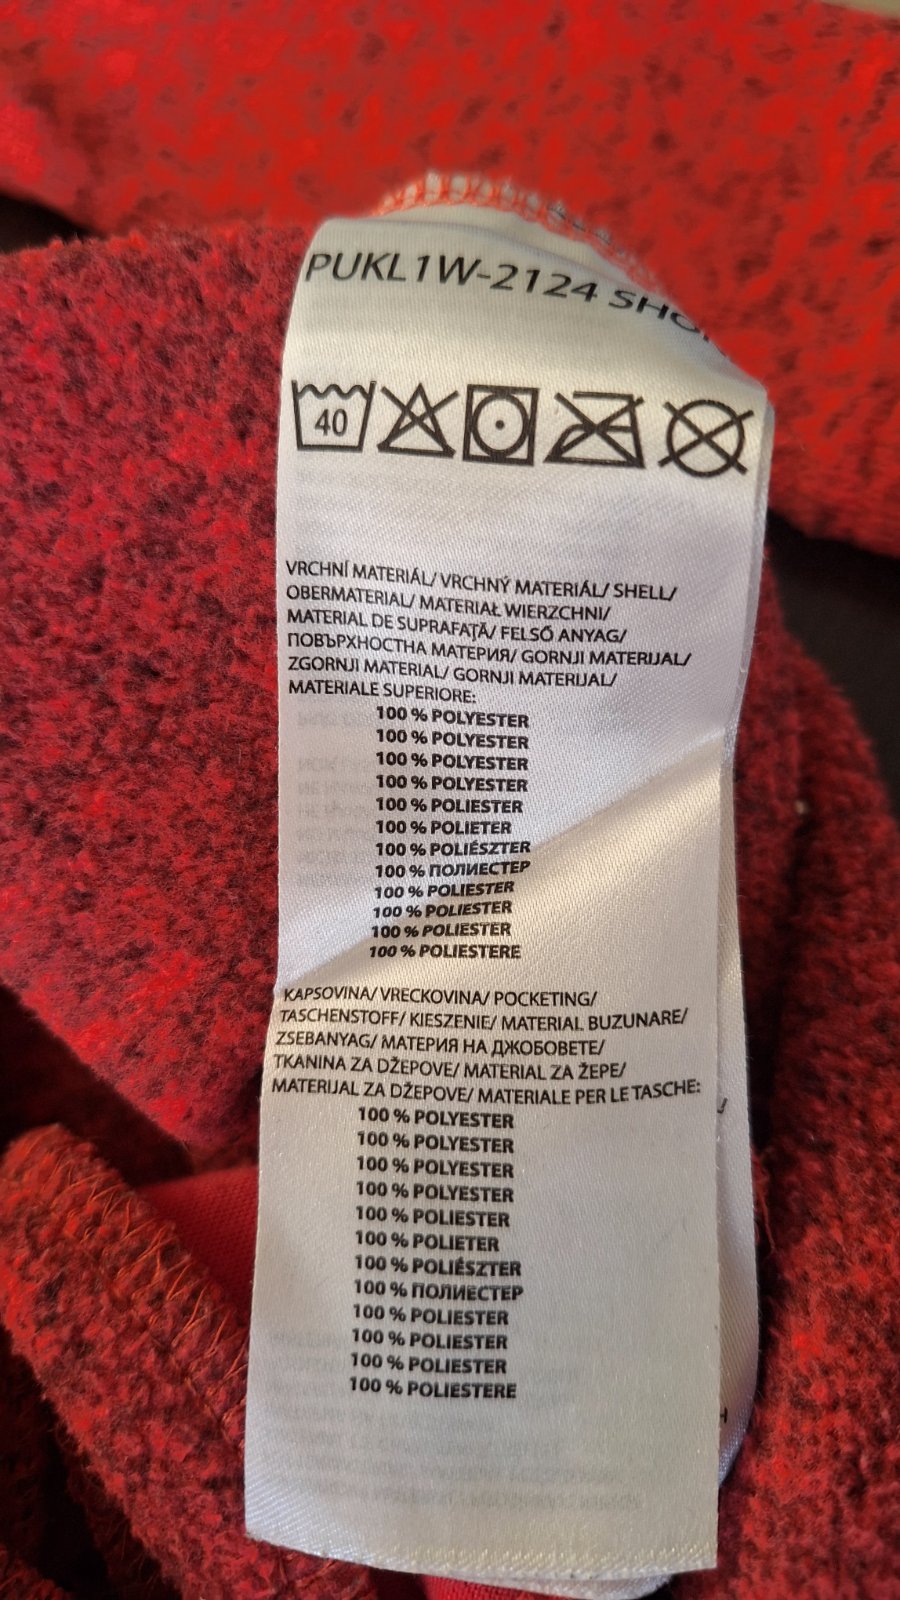 PUKL1W-2124
40
VRCHNÍ MATERIÁL/ VRCHNÝ MATERIÁL/ SHELL/
OBERMATERIAL/ MATERIAŁ WIERZCHNI/
MATERIAL DE SUPRAFAŢĂ/ FELSŐ ANYAG/
ПОВЪРХНОСТНА МАТЕРИЯ/ GORNJI MATERIJAL/
ZGORNJI MATERIAL/ GORNJI MATERIJAL/
MATERIALE SUPERIORE:
100 % POLYESTER
100 % POLYESTER
100 % POLYESTER
100 % POLYESTER
100 % POLIESTER
100 % POLIETER
100 % POLIÉSZTER
100 % ПОЛИЕСТЕР
100 % POLIESTER
100 % POLIESTER
100 % POLIESTER
100 % POLIESTERE
KAPSOVINA/ VRECKOVINA/ POCKETING/
TASCHENSTOFF/ KIESZENIE/ MATERIAL BUZUNARE/
ZSEBANYAG/ МАТЕРИЯ НА ДЖОБОВЕТЕ/
TKANINA ZA DŽEPOVE/ MATERIAL ZA ŽEPE/
MATERIJAL ZA DŽEPOVE/ MATERIALE PER LE TASCHE:
100 % POLYESTER
100 % POLYESTER
100 % POLYESTER
100 % POLYESTER
100 % POLIESTER
100 % POLIETER
100 % POLIÉSZTER
100 % ПОЛИЕСТЕР
100 % POLIESTER
100 % POLIESTER
100 % POLIESTER
100 % POLIESTERE